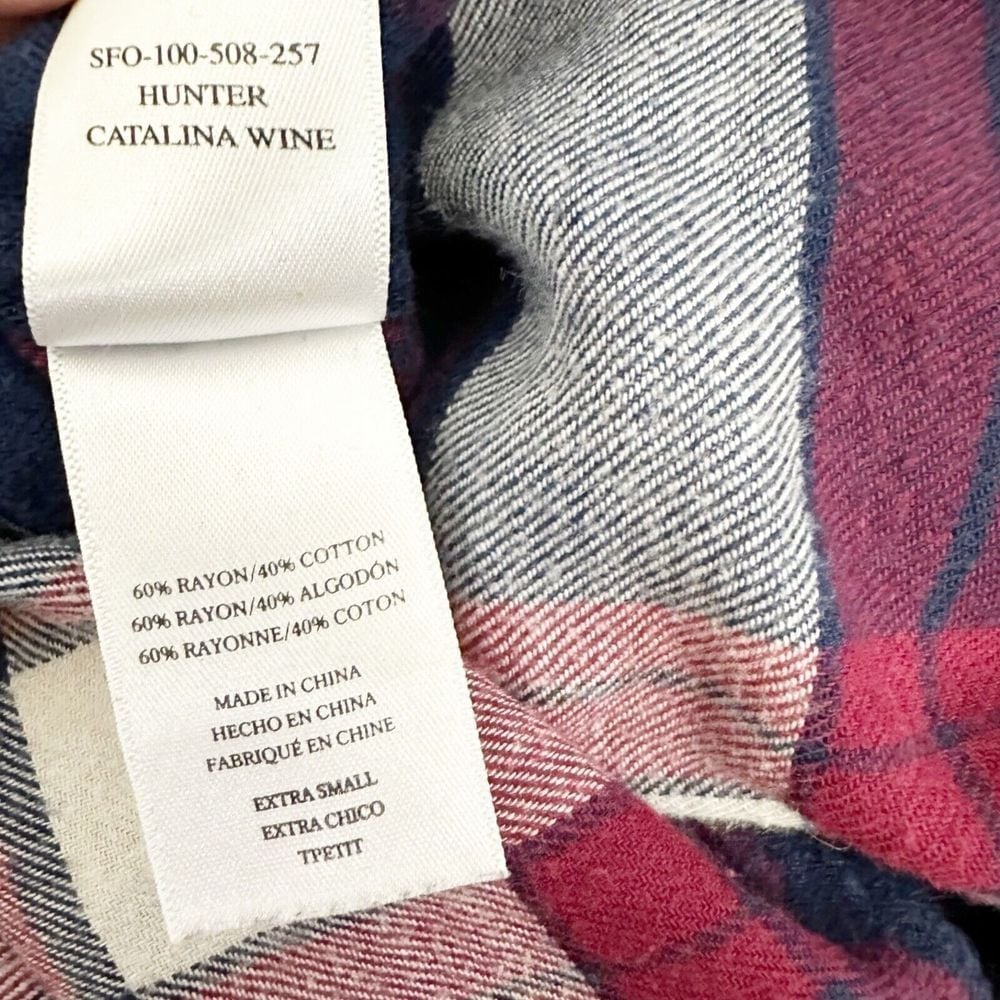 SFO-100-508-257
HUNTER
CATALINA WINE
60% RAYON/40% COTTON
60% RAYON/40% ALGODÓN
60% RAYONNE/40% COTON
MADE IN CHINA
HECHO EN CHINA
FABRIQUÉ EN CHINE
EXTRA SMALL
EXTRA CHICO
TPETIT